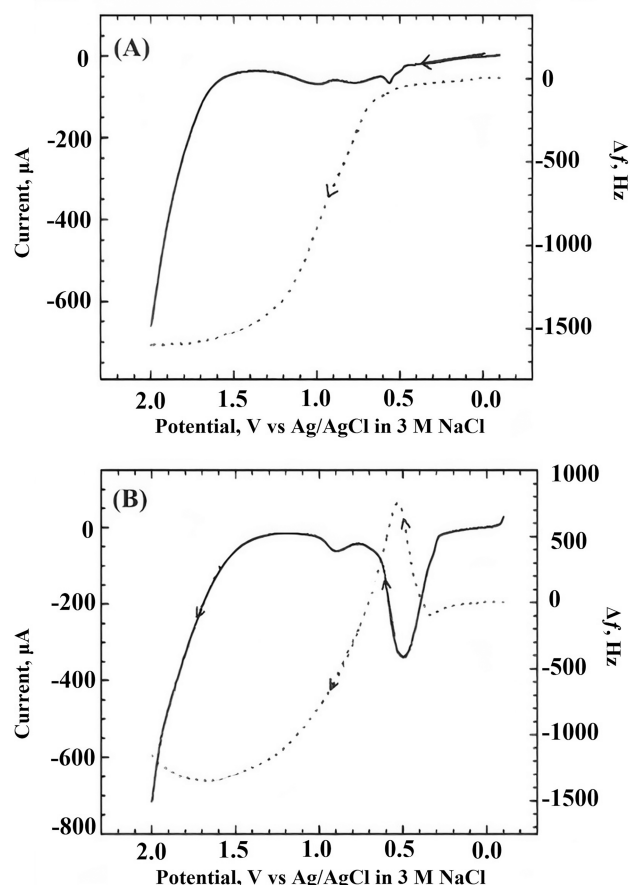 (A)
0
-200
-400
-600
Current, µA
0
-500
-1000
-1500
Δf, Hz
2.0 1.5 1.0 0.5 0.0
Potential, V vs Ag/AgCl in 3 M NaCl
(B)
0
-200
-400
-600
-800
Current, µA
1000
500
0
-500
-1000
-1500
Δf, Hz
2.0 1.5 1.0 0.5 0.0
Potential, V vs Ag/AgCl in 3 M NaCl